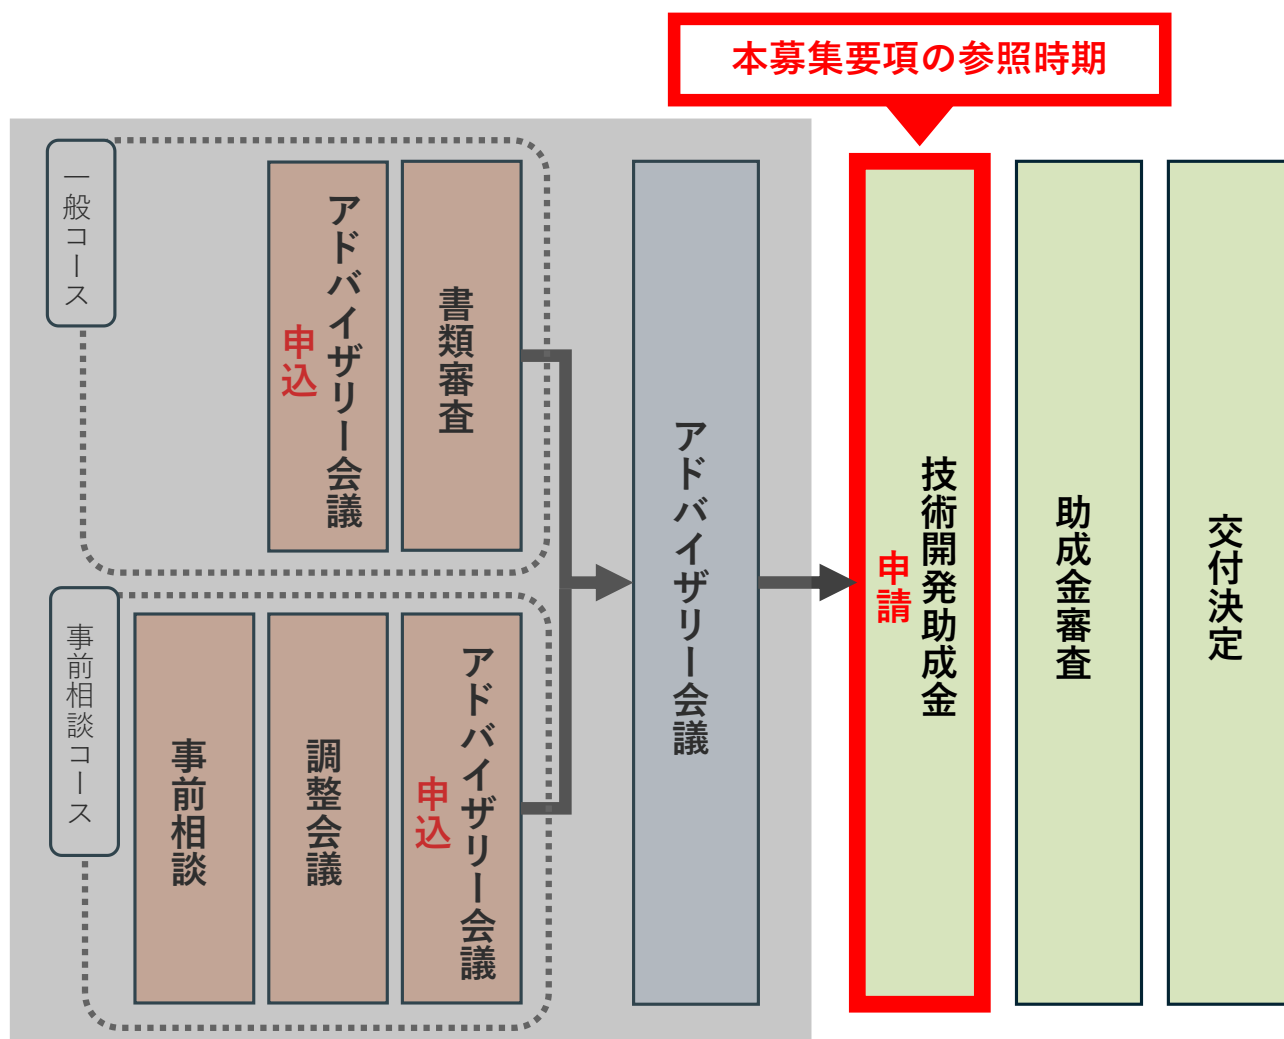 本募集要項の参照時期
一般コース
アドバイザリー会議
申込
書類審査
事前相談コース
事前相談
調整会議
アドバイザリー会議
申込
アドバイザリー会議
技術開発助成金
申請
助成金審査
交付決定